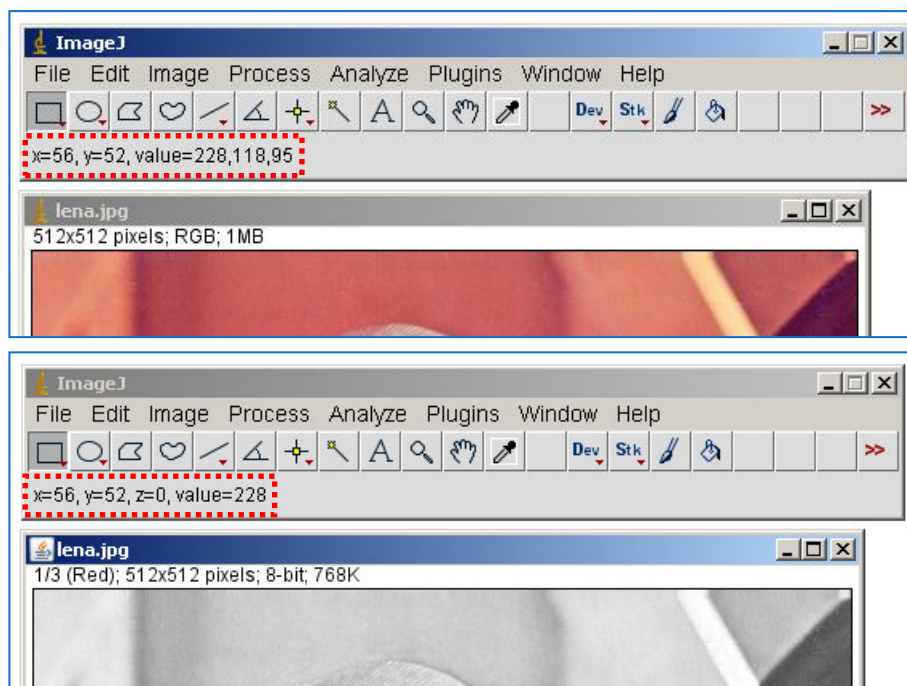 ImageJ
File Edit Image Process Analyze Plugins Window Help
A Dev Stk >>
x=56, y=52, value=228,118,95
lena.jpg
512x512 pixels; RGB; 1MB
ImageJ
File Edit Image Process Analyze Plugins Window Help
A Dev Stk >>
x=56, y=52, z=0, value=228
lena.jpg
1/3 (Red); 512x512 pixels; 8-bit; 768K